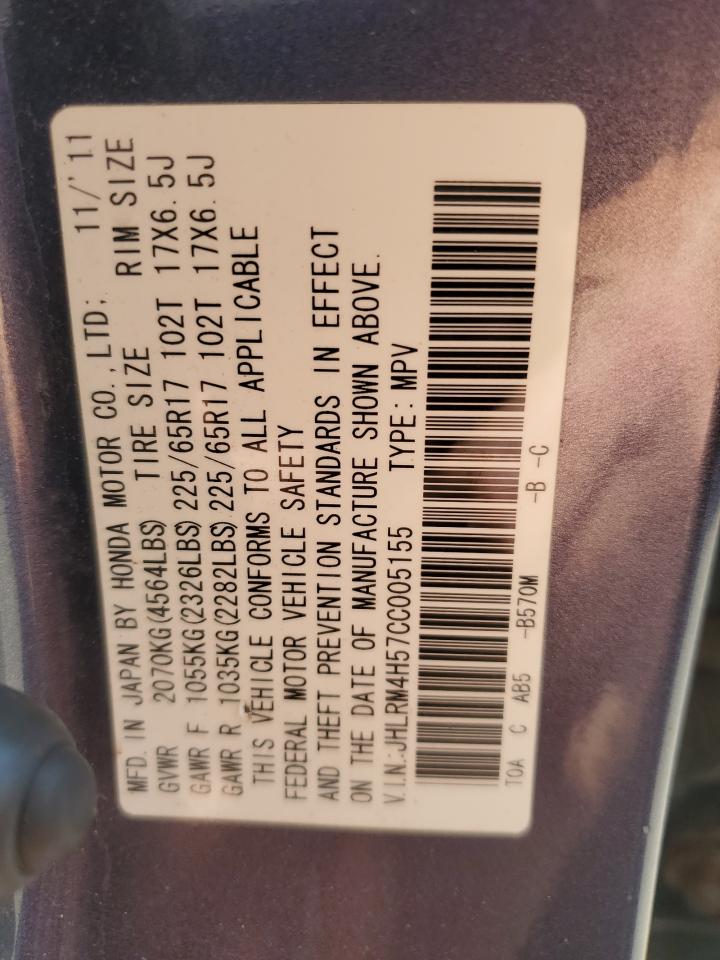 MFD. IN JAPAN BY HONDA MOTOR CO., LTD; 11/'11
GVWR 2070KG(4564LBS) TIRE SIZE RIM SIZE
GAWR F 1055KG(2326LBS) 225/65R17 102T 17X6.5J
GAWR R 1035KG(2282LBS) 225/65R17 102T 17X6.5J
THIS VEHICLE CONFORMS TO ALL APPLICABLE
FEDERAL MOTOR VEHICLE SAFETY
AND THEFT PREVENTION STANDARDS IN EFFECT
ON THE DATE OF MANUFACTURE SHOWN ABOVE.
V.I.N.:JHLRM4H57CC005155 TYPE: MPV
T0A C AB5 -B570M -B -C